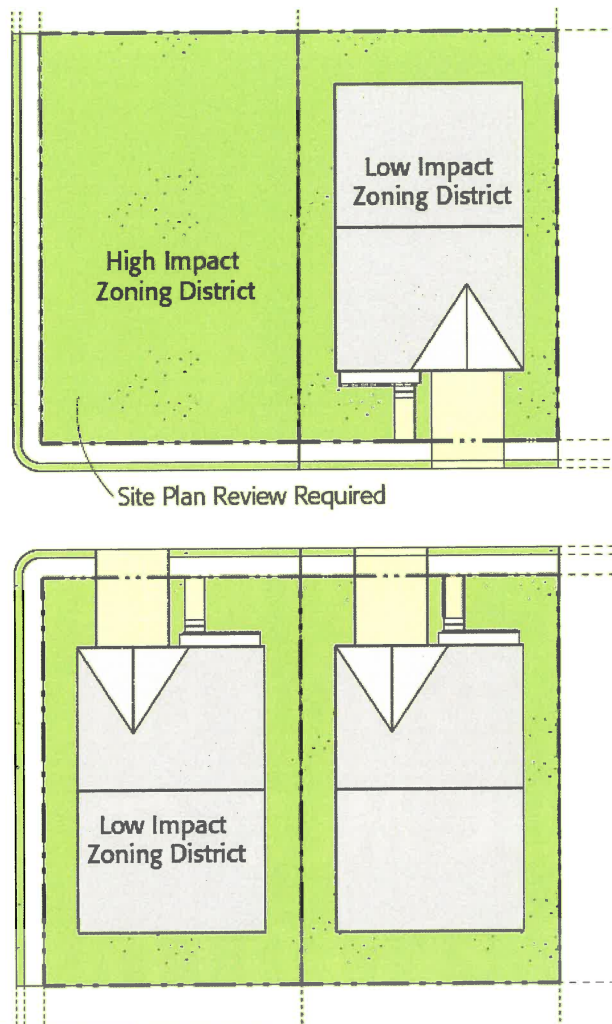 Low Impact
Zoning District
High Impact
Zoning District
Site Plan Review Required
Low Impact
Zoning District